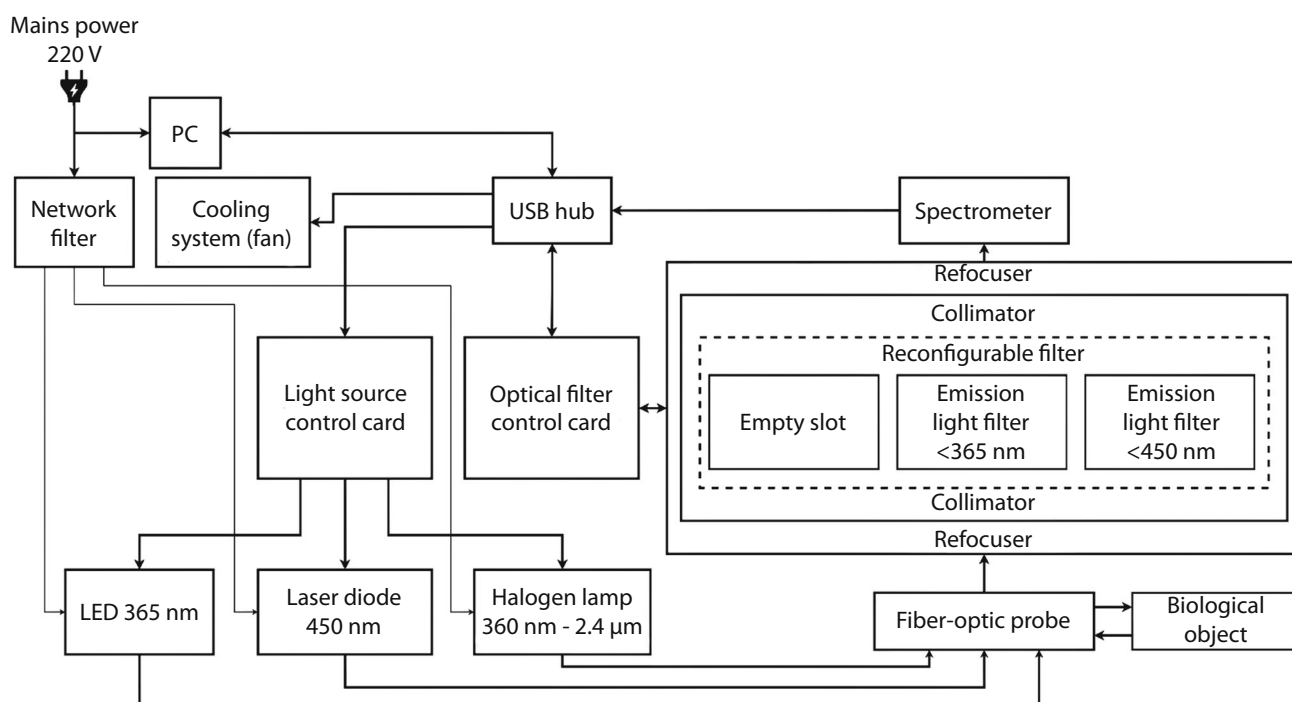 Mains power
220 V
PC
Network
filter
Cooling
system (fan)
USB hub
Spectrometer
Refocuser
Collimator
Reconfigurable filter
Light source
control card
Optical filter
control card
Empty slot
Emission
light filter
<365 nm
Emission
light filter
<450 nm
Collimator
Refocuser
LED 365 nm
Laser diode
450 nm
Halogen lamp
360 nm - 2.4 µm
Fiber-optic probe
Biological
object